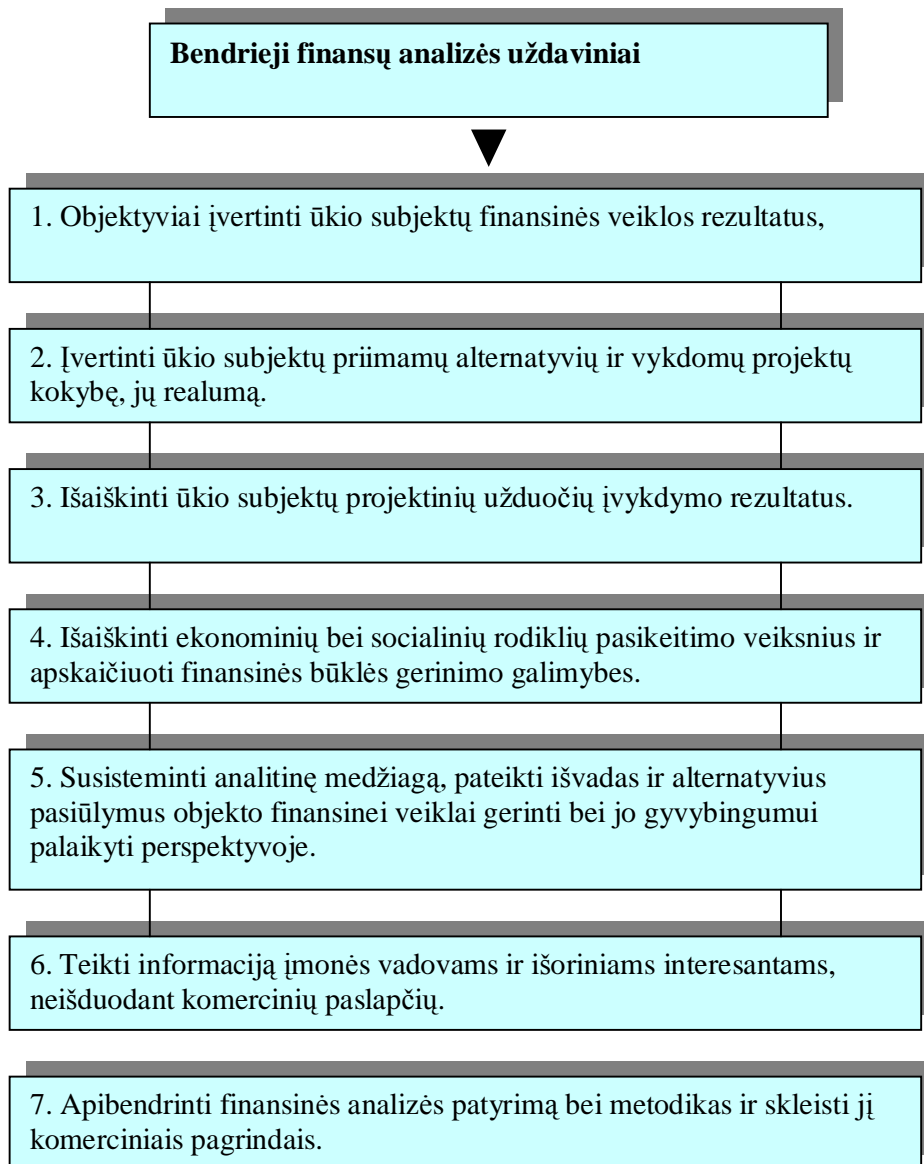 Bendrieji finansų analizės uždaviniai
1. Objektyviai įvertinti ūkio subjektų finansinės veiklos rezultatus,
2. Įvertinti ūkio subjektų priimamų alternatyvių ir vykdomų projektų
kokybę, jų realumą.
3. Išaiškinti ūkio subjektų projektinių užduočių įvykdymo rezultatus.
4. Išaiškinti ekonominių bei socialinių rodiklių pasikeitimo veiksnius ir
apskaičiuoti finansinės būklės gerinimo galimybes.
5. Susisteminti analitinę medžiagą, pateikti išvadas ir alternatyvius
pasiūlymus objekto finansinei veiklai gerinti bei jo gyvybingumui
palaikyti perspektyvoje.
6. Teikti informaciją įmonės vadovams ir išoriniams interesantams,
neišduodant komercinių paslapčių.
7. Apibendrinti finansinės analizės patyrimą bei metodikas ir skleisti jį
komerciniais pagrindais.